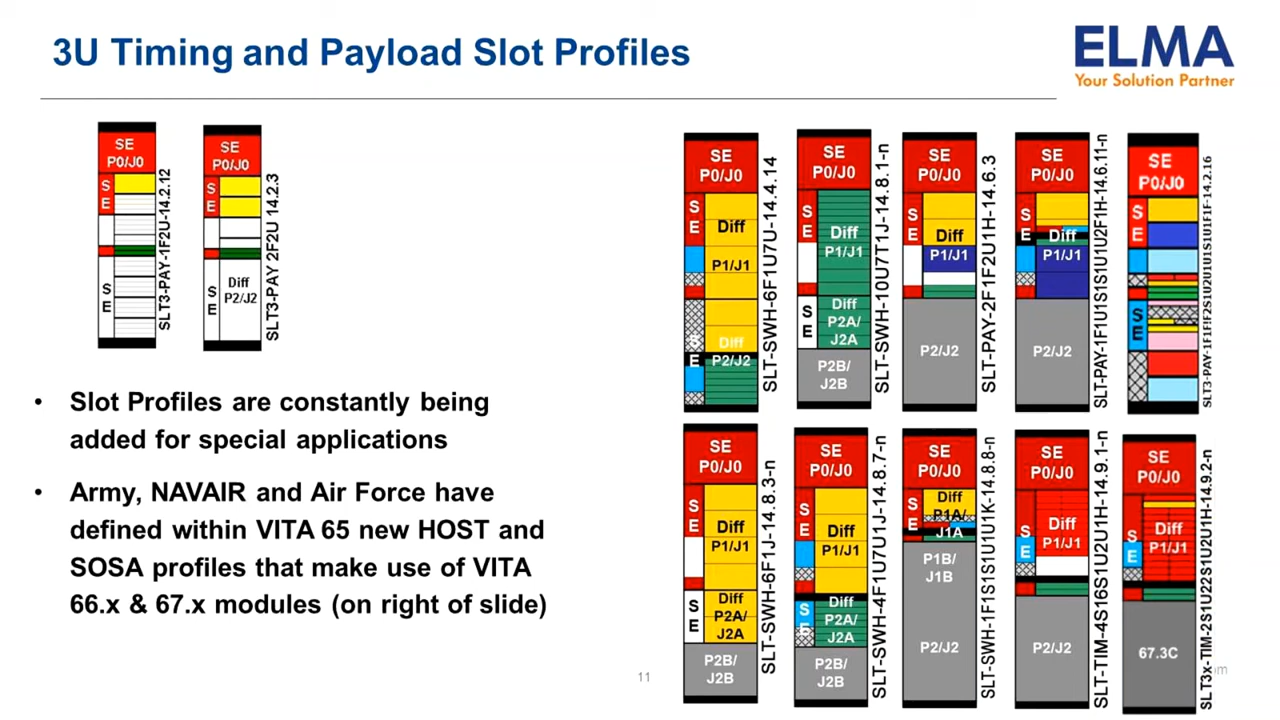 3U Timing and Payload Slot Profiles
ELMA
Your Solution Partner
SE
P0/J0
S
E
S
E
SLT3-PAY-1F2U-14.2.12
SE
P0/J0
S
E
S
E
Diff
P2/J2
SLT3-PAY 2F2U 14.2.3
• Slot Profiles are constantly being
added for special applications
• Army, NAVAIR and Air Force have
defined within VITA 65 new HOST and
SOSA profiles that make use of VITA
66.x & 67.x modules (on right of slide)
SE
P0/J0
S
E
Diff
P1/J1
S
E
Diff
P2/J2
SLT-SWH-6F1U7U-14.4.14
SE
P0/J0
S
E
Diff
P1/J1
S
E
Diff
P2A/
J2A
P2B/
J2B
SLT-SWH-10U7T1J-14.8.1-n
SE
P0/J0
S
E
Diff
P1/J1
P2/J2
SLT-PAY-2F1F2U1H-14.6.3
SE
P0/J0
S
E
Diff
P1/J1
P2/J2
SLT-PAY-1F1U1S1S1U1U2F1H-14.6.11-n
SE
P0/J0
S
E
S
E
SLT3-PAY-1F1F2S1U2U1U1S1U1F1F-14.2.16
SE
P0/J0
S
E
Diff
P1/J1
S
E
Diff
P2A/
J2A
P2B/
J2B
SLT-SWH-6F1J-14.8.3-n
SE
P0/J0
S
E
Diff
P1/J1
S
E
Diff
P2A/
J2A
P2B/
J2B
SLT-SWH-4F1U7U1J-14.8.7-n
SE
P0/J0
S
E
Diff
P1A/
J1A
P1B/
J1B
P2/J2
SLT-SWH-1F1S1S1U1U1K-14.8.8-n
SE
P0/J0
S
E
Diff
P1/J1
P2/J2
SLT-TIM-4S16S1U2U1H-14.9.1-n
SE
P0/J0
S
E
Diff
P1/J1
67.3C
SLT3x-TIM-2S1U22S1U2U1H-14.9.2-n
11